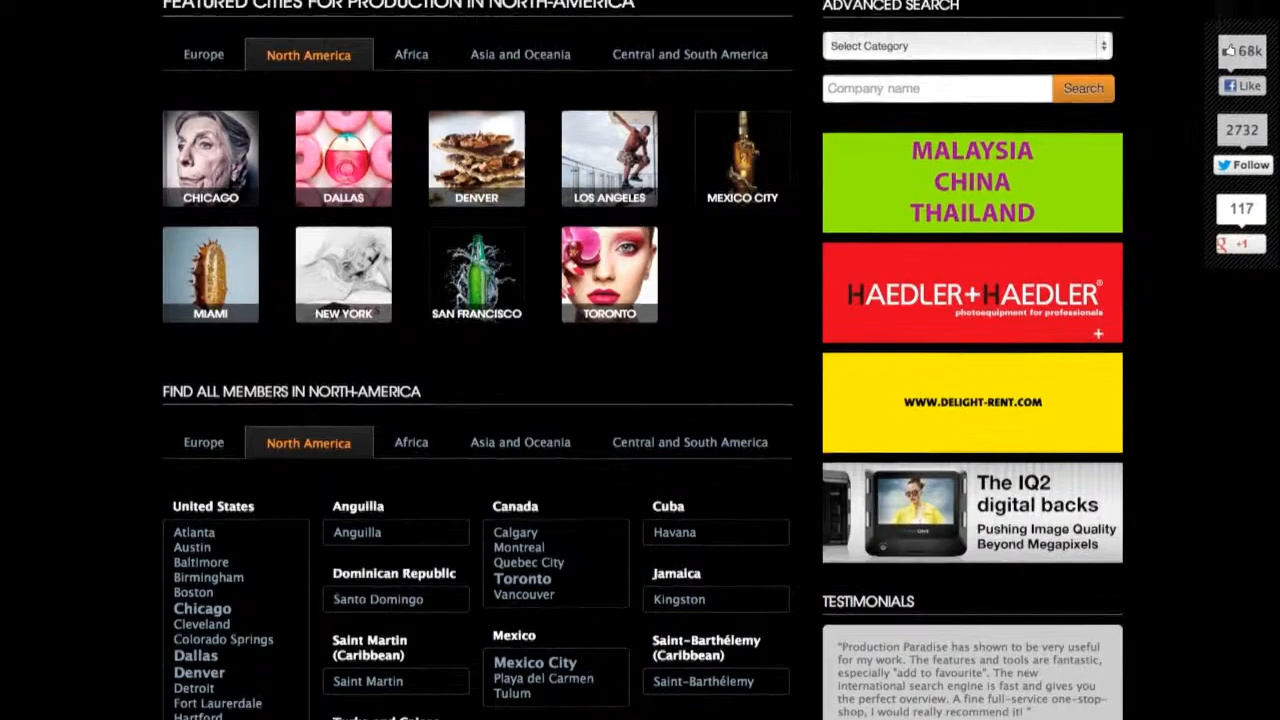 FEATURED CITIES FOR PRODUCTION IN NORTH-AMERICA
Europe
North America
Africa
Asia and Oceania
Central and South America
CHICAGO
DALLAS
DENVER
LOS ANGELES
MEXICO CITY
MIAMI
NEW YORK
SAN FRANCISCO
TORONTO
FIND ALL MEMBERS IN NORTH-AMERICA
Europe
North America
Africa
Asia and Oceania
Central and South America
United States
Atlanta
Austin
Baltimore
Birmingham
Boston
Chicago
Cleveland
Colorado Springs
Dallas
Denver
Detroit
Fort Lauderdale
Hartford
Anguilla
Anguilla
Dominican Republic
Santo Domingo
Saint Martin
(Caribbean)
Saint Martin
Canada
Calgary
Montreal
Quebec City
Toronto
Vancouver
Mexico
Mexico City
Playa del Carmen
Tulum
Cuba
Havana
Jamaica
Kingston
Saint-Barthélemy
(Caribbean)
Saint-Barthélemy
ADVANCED SEARCH
Select Category
Company name
Search
MALAYSIA
CHINA
THAILAND
HAEDLER+HAEDLER®
photoequipment for professionals
+
WWW.DELIGHT-RENT.COM
The IQ2
digital backs
Pushing Image Quality
Beyond Megapixels
TESTIMONIALS
"Production Paradise has shown to be very useful
for my work. The features and tools are fantastic,
especially "add to favourite". The new
international search engine is fast and gives you
the perfect overview. A fine full-service one-stop-
shop, I would really recommend it! "
68k
Like
2732
Follow
117
+1